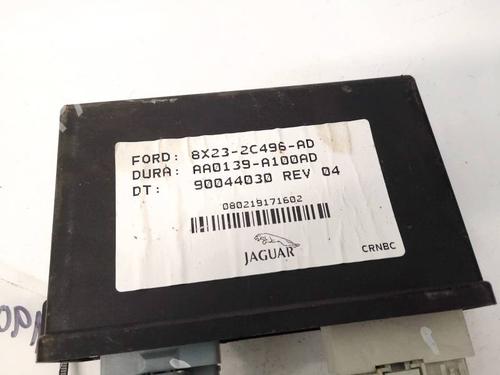 FORD: 8X23-2C496-AD
DURA: AA0139-A100AD
DT: 90044030 REV 04
080219171602
JAGUAR
CRNBC